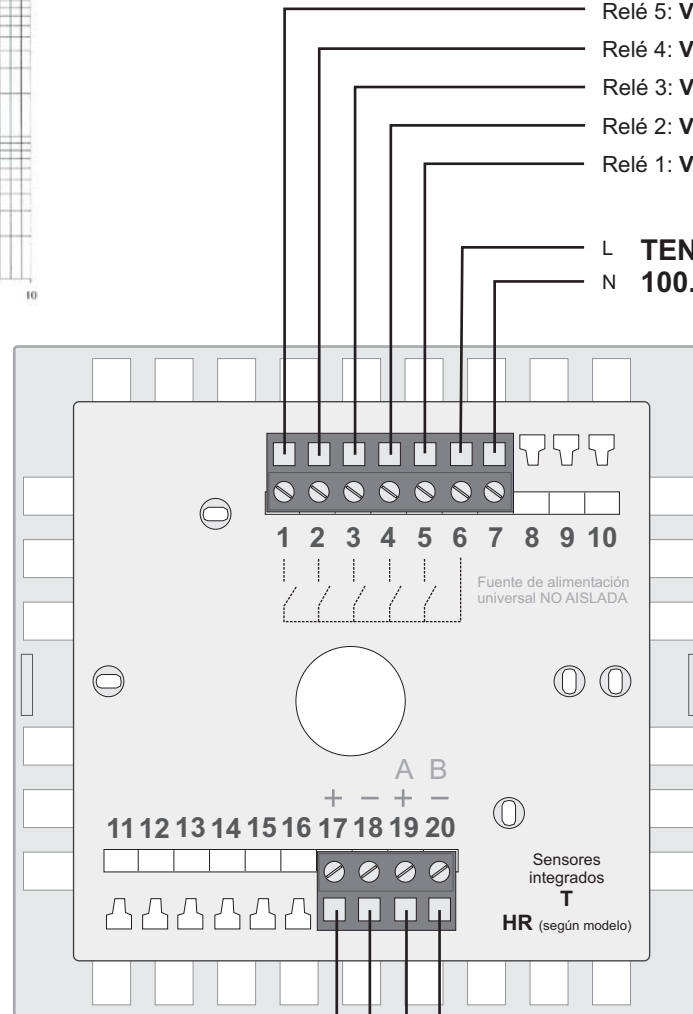 Relé 5: V
Relé 4: V
Relé 3: V
Relé 2: V
Relé 1: V
L TEN
N 100.
10
1 2 3 4 5 6 7 8 9 10
Fuente de alimentación
universal NO AISLADA
A B
+ − + −
11 12 13 14 15 16 17 18 19 20
Sensores
integrados
T
HR (según modelo)